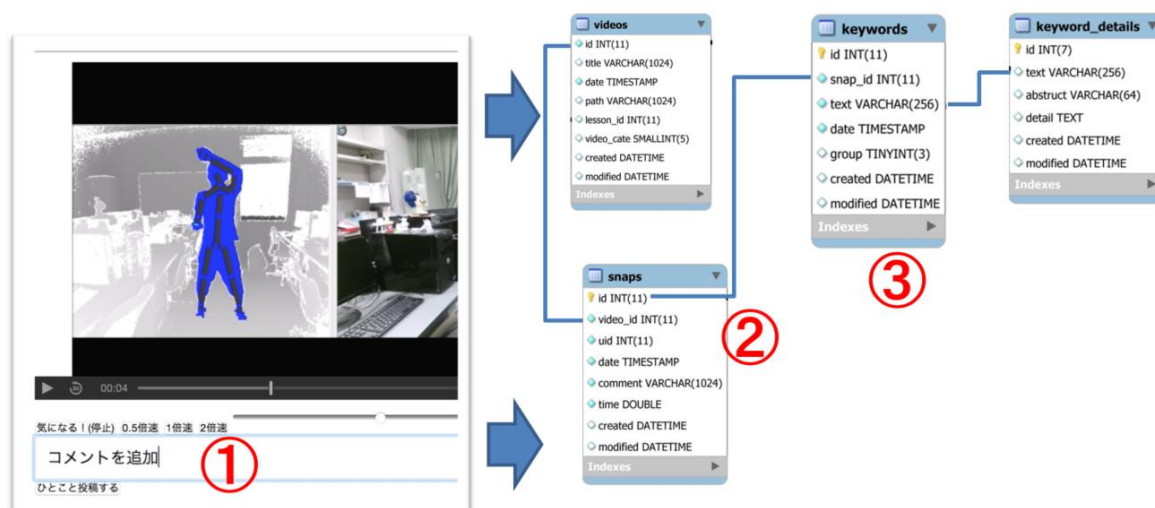 00:04
気になる!(停止) 0.5倍速 1倍速 2倍速
コメントを追加
①
ひとこと投稿する
videos
id INT(11)
title VARCHAR(1024)
date TIMESTAMP
path VARCHAR(1024)
lesson_id INT(11)
video_cate SMALLINT(5)
created DATETIME
modified DATETIME
Indexes
snaps
id INT(11)
video_id INT(11)
uid INT(11)
date TIMESTAMP
comment VARCHAR(1024)
time DOUBLE
created DATETIME
modified DATETIME
Indexes
②
keywords
id INT(11)
snap_id INT(11)
text VARCHAR(256)
date TIMESTAMP
group TINYINT(3)
created DATETIME
modified DATETIME
Indexes
③
keyword_details
id INT(7)
text VARCHAR(256)
abstruct VARCHAR(64)
detail TEXT
created DATETIME
modified DATETIME
Indexes